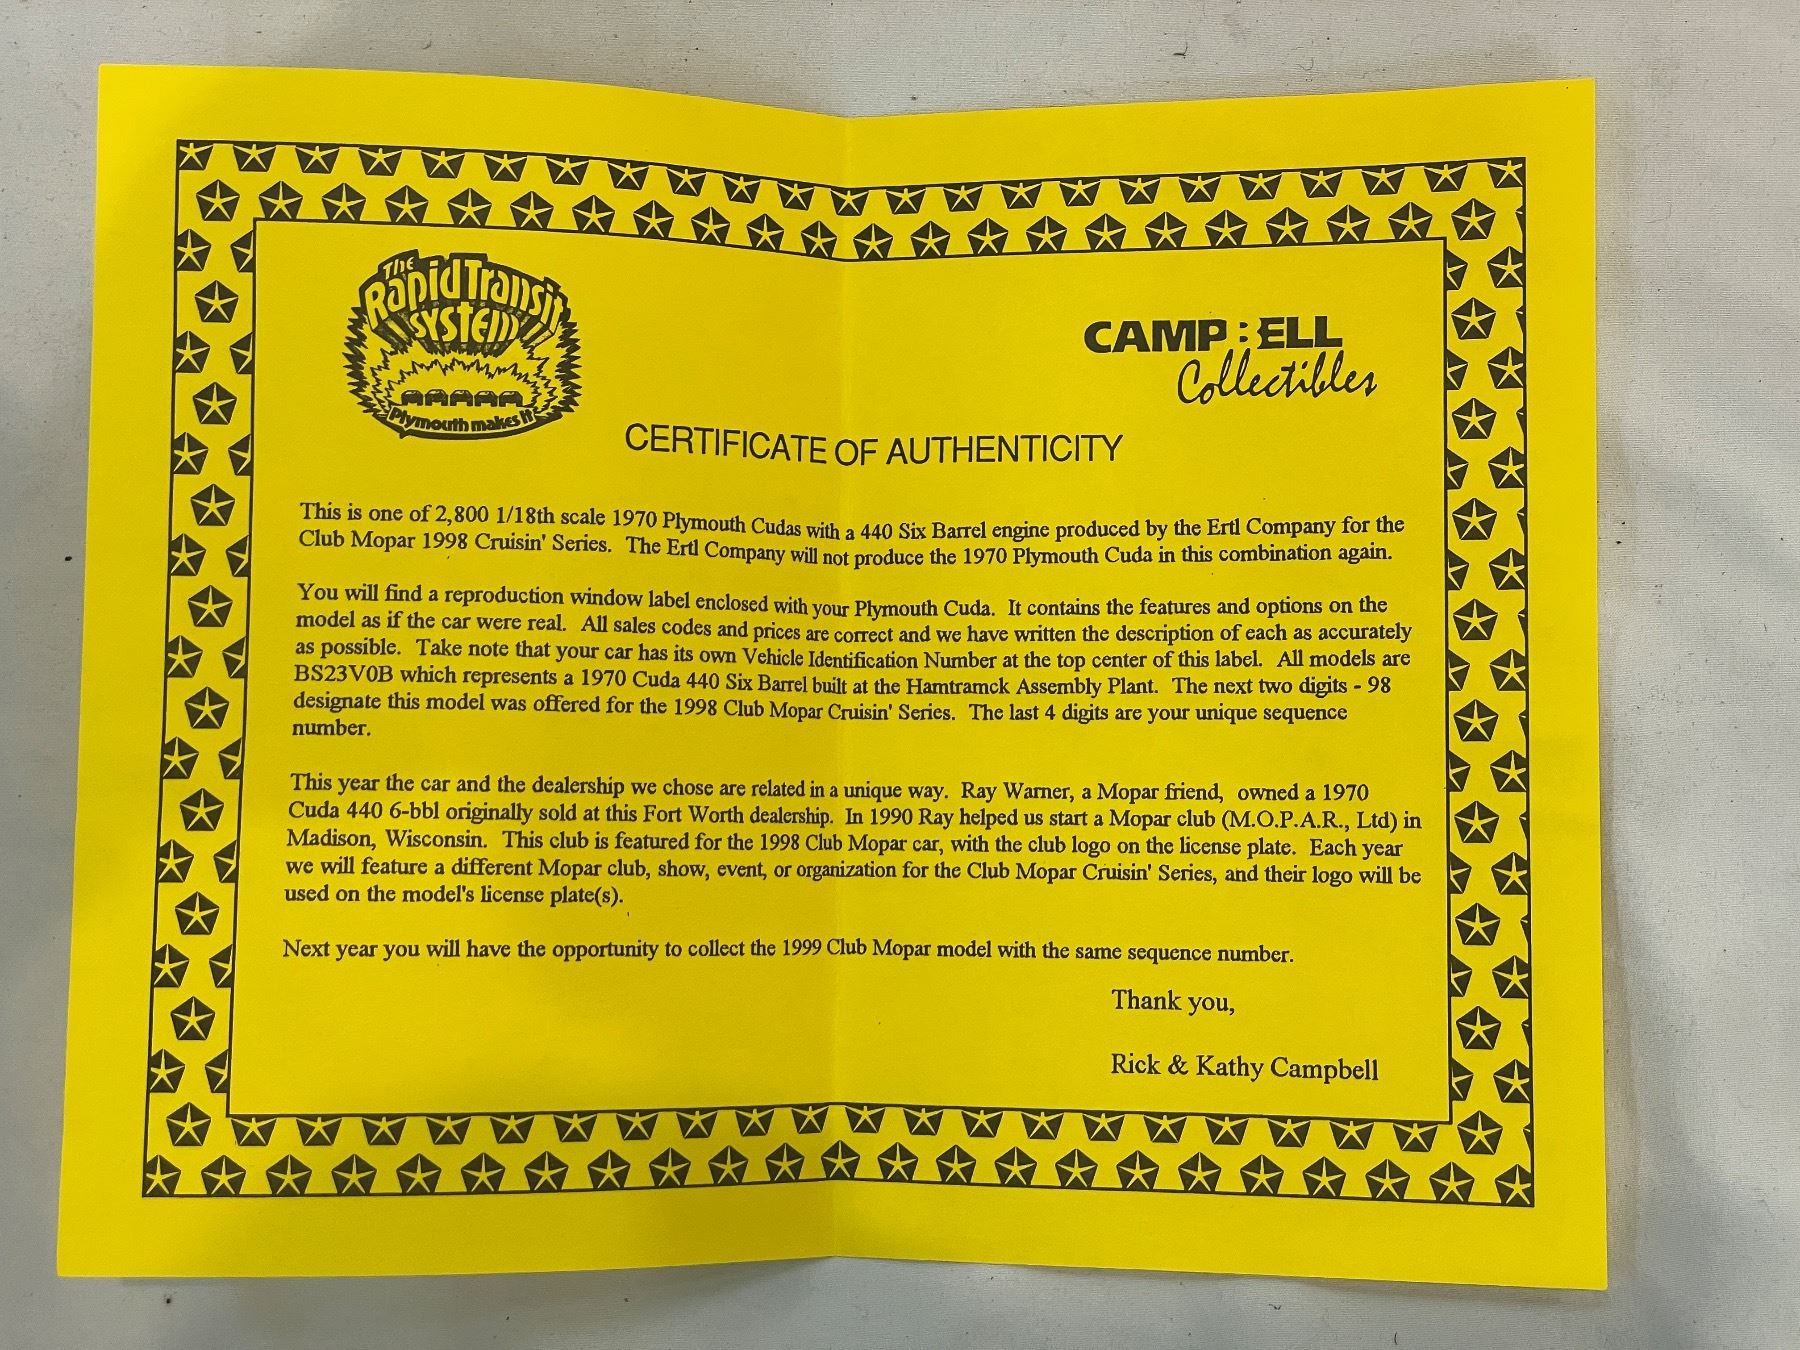 The
Rapid Transit
System
Plymouth makes it
CAMPBELL
Collectibles
CERTIFICATE OF AUTHENTICITY
This is one of 2,800 1/18th scale 1970 Plymouth Cudas with a 440 Six Barrel engine produced by the Ertl Company for the
Club Mopar 1998 Cruisin' Series. The Ertl Company will not produce the 1970 Plymouth Cuda in this combination again.
You will find a reproduction window label enclosed with your Plymouth Cuda. It contains the features and options on the
model as if the car were real. All sales codes and prices are correct and we have written the description of each as accurately
as possible. Take note that your car has its own Vehicle Identification Number at the top center of this label. All models are
BS23V0B which represents a 1970 Cuda 440 Six Barrel built at the Hamtramck Assembly Plant. The next two digits - 98
designate this model was offered for the 1998 Club Mopar Cruisin' Series. The last 4 digits are your unique sequence
number.
This year the car and the dealership we chose are related in a unique way. Ray Warner, a Mopar friend, owned a 1970
Cuda 440 6-bbl originally sold at this Fort Worth dealership. In 1990 Ray helped us start a Mopar club (M.O.P.A.R., Ltd) in
Madison, Wisconsin. This club is featured for the 1998 Club Mopar car, with the club logo on the license plate. Each year
we will feature a different Mopar club, show, event, or organization for the Club Mopar Cruisin' Series, and their logo will be
used on the model's license plate(s).
Next year you will have the opportunity to collect the 1999 Club Mopar model with the same sequence number.
Thank you,
Rick & Kathy Campbell